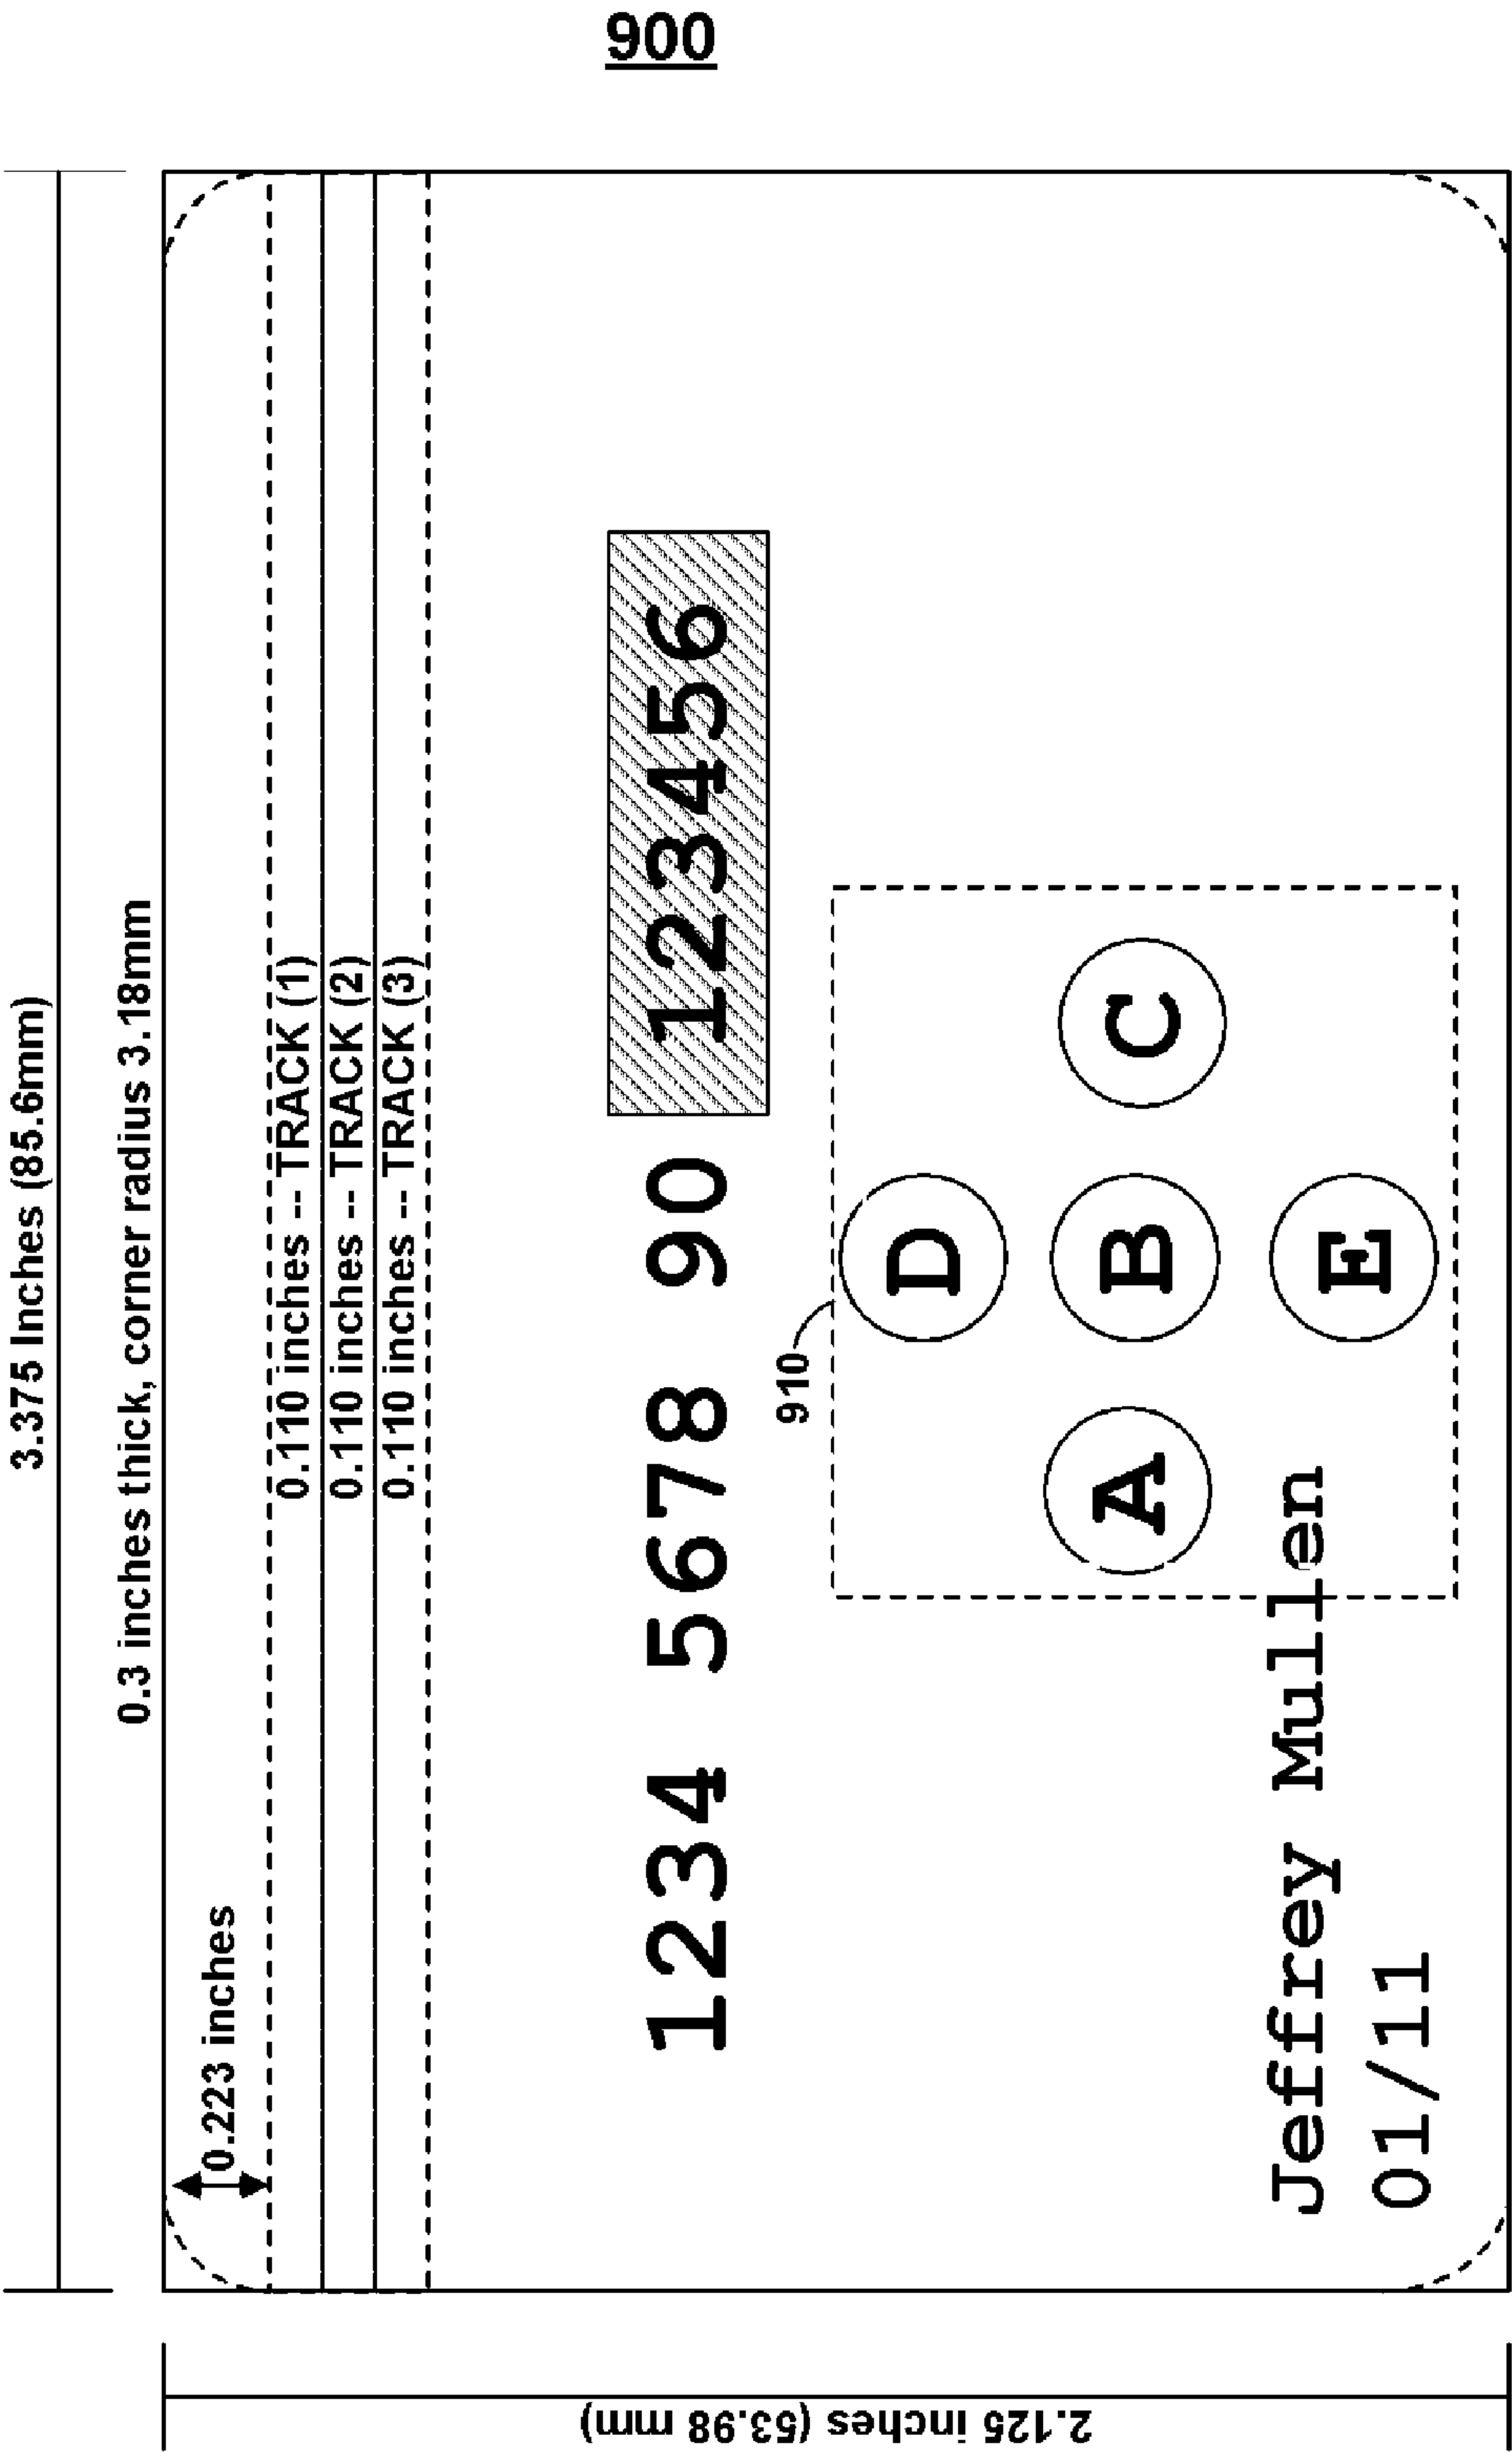 3.375 Inches (85.6mm)
900
0.3 inches thick, corner radius 3.18mm
0.223 inches
0.110 inches -- TRACK (1)
0.110 inches -- TRACK (2)
0.110 inches -- TRACK (3)
1234 5678 90 123456
910
D
A B C
E
Jeffrey Mullen
01/11
2.125 inches (53.98 mm)